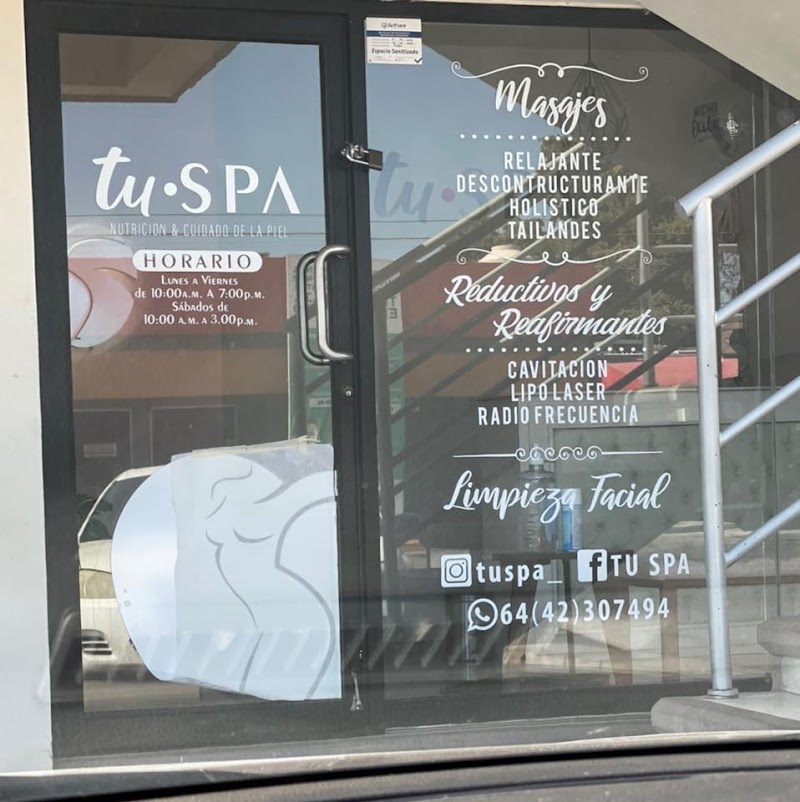 tu·SPA
NUTRICION & CUIDADO DE LA PIEL
HORARIO
LUNES A VIERNES
DE 10:00A.M. A 7:00P.M.
SÁBADOS DE
10:00 A.M. A 3.00P.M.
Espacio Sanitizado
Masajes
RELAJANTE
DESCONTRUCTURANTE
HOLISTICO
TAILANDES
Reductivos y
Reafirmantes
CAVITACION
LIPO LASER
RADIO FRECUENCIA
Limpieza Facial
tuspa_ TU SPA
64(42)307494